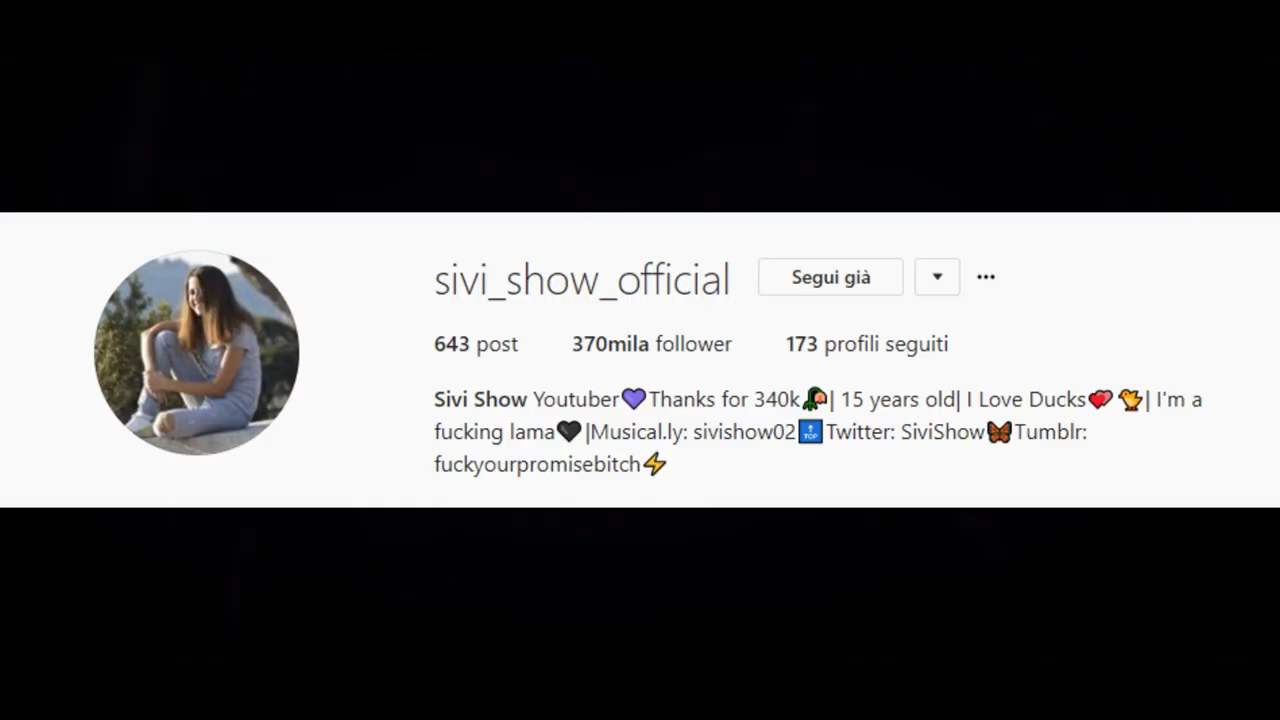 sivi_show_official Segui già ▼ •••
643 post 370mila follower 173 profili seguiti
Sivi Show Youtuber💜Thanks for 340k🥀| 15 years old| I Love Ducks💕🐤| I'm a
fucking lama🖤|Musical.ly: sivishow02🔝Twitter: SiviShow🦋Tumblr:
fuckyourpromisebitch⚡